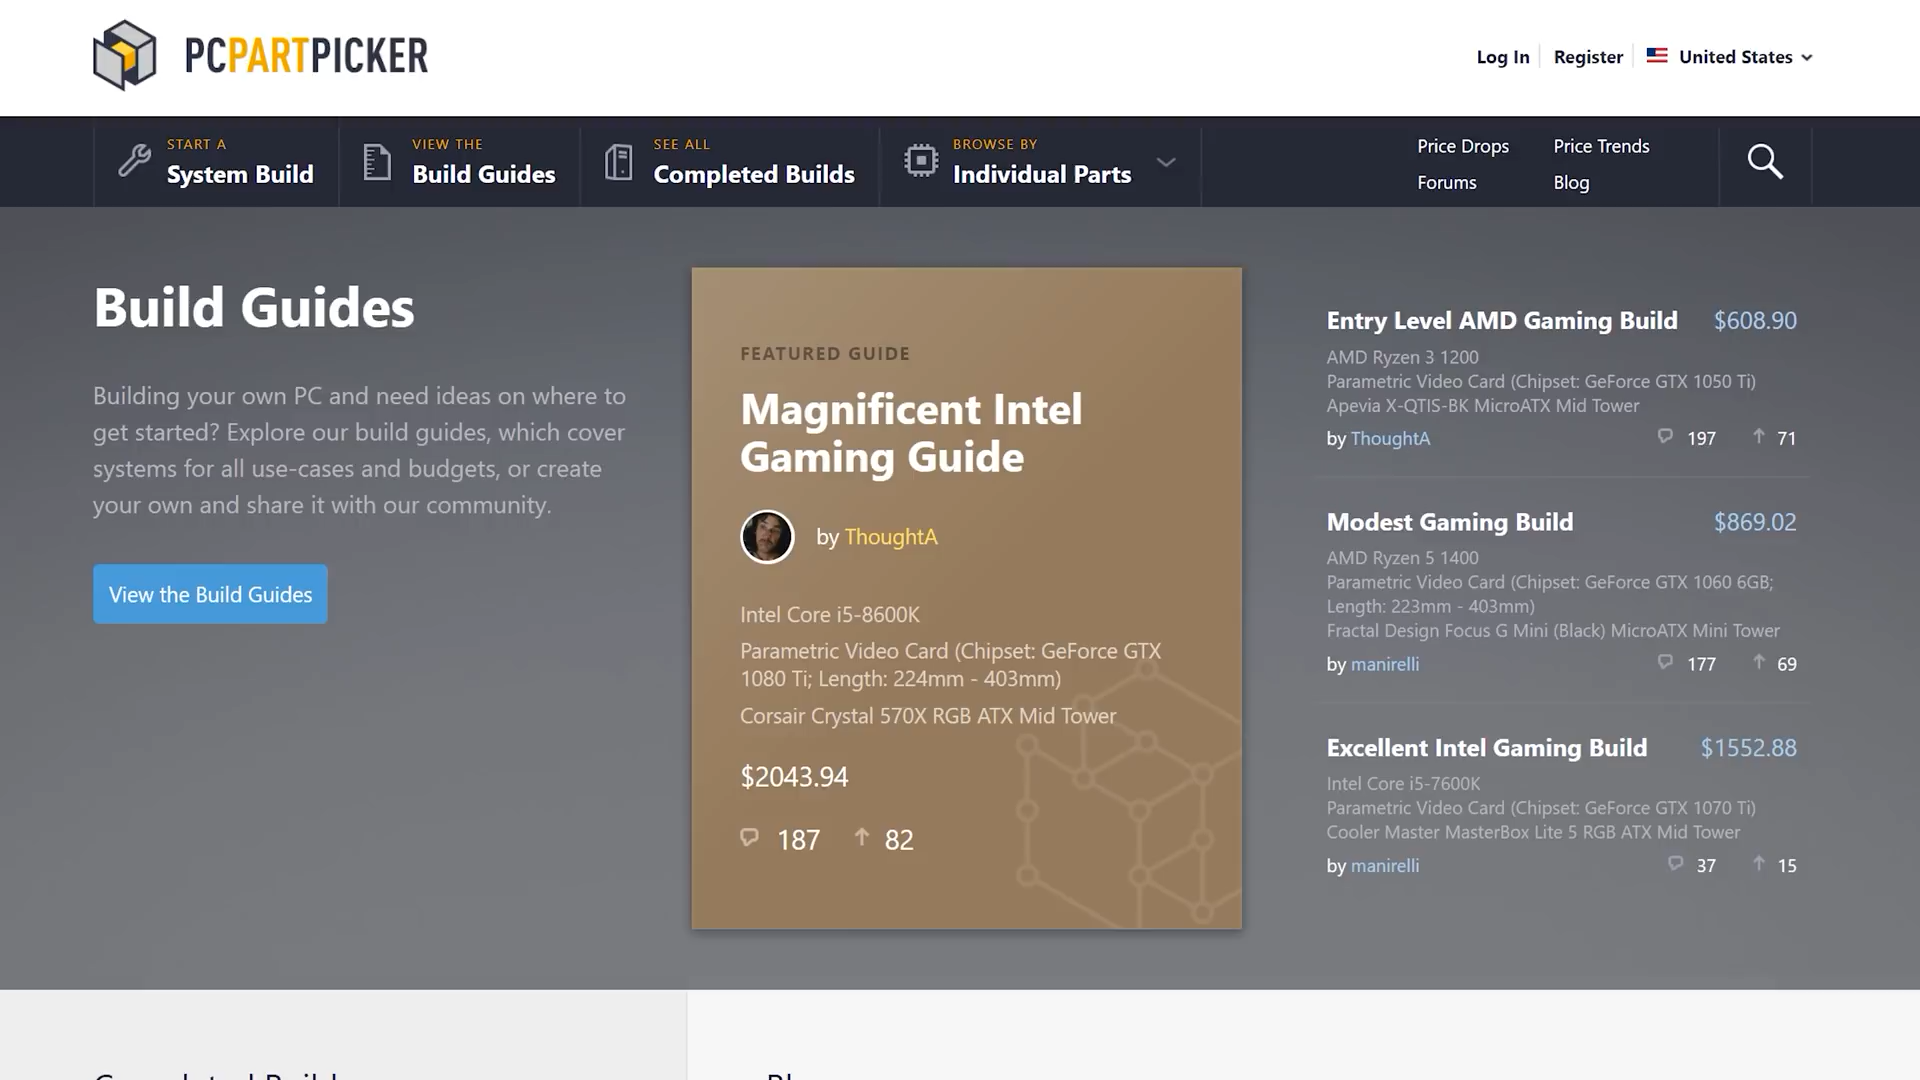 PCPARTPICKER
Log In
Register
United States
START A
System Build
VIEW THE
Build Guides
SEE ALL
Completed Builds
BROWSE BY
Individual Parts
Price Drops
Price Trends
Forums
Blog
Build Guides
Building your own PC and need ideas on where to
get started? Explore our build guides, which cover
systems for all use-cases and budgets, or create
your own and share it with our community.
View the Build Guides
FEATURED GUIDE
Magnificent Intel
Gaming Guide
by ThoughtA
Intel Core i5-8600K
Parametric Video Card (Chipset: GeForce GTX
1080 Ti; Length: 224mm - 403mm)
Corsair Crystal 570X RGB ATX Mid Tower
$2043.94
187 82
Entry Level AMD Gaming Build $608.90
AMD Ryzen 3 1200
Parametric Video Card (Chipset: GeForce GTX 1050 Ti)
Apevia X-QTIS-BK MicroATX Mid Tower
by ThoughtA 197 71
Modest Gaming Build $869.02
AMD Ryzen 5 1400
Parametric Video Card (Chipset: GeForce GTX 1060 6GB;
Length: 223mm - 403mm)
Fractal Design Focus G Mini (Black) MicroATX Mini Tower
by manirelli 177 69
Excellent Intel Gaming Build $1552.88
Intel Core i5-7600K
Parametric Video Card (Chipset: GeForce GTX 1070 Ti)
Cooler Master MasterBox Lite 5 RGB ATX Mid Tower
by manirelli 37 15